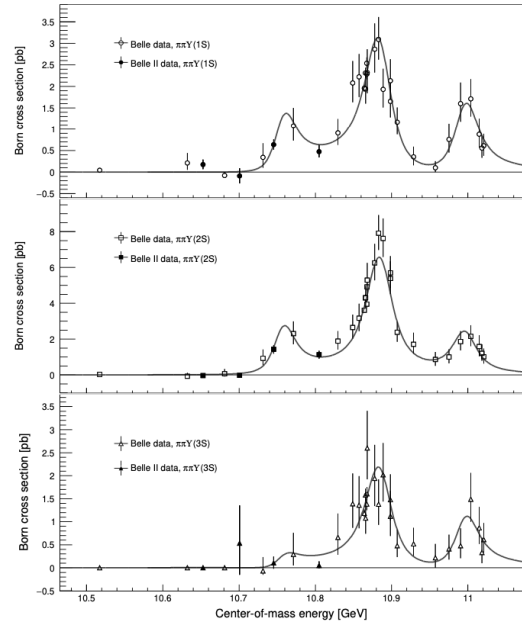 Born cross section [pb]
3.5
3
2.5
2
1.5
1
0.5
0
−0.5
Belle data, ππΥ(1S)
Belle II data, ππΥ(1S)
Born cross section [pb]
8
6
4
2
0
Belle data, ππΥ(2S)
Belle II data, ππΥ(2S)
Born cross section [pb]
3.5
3
2.5
2
1.5
1
0.5
0
−0.5
Belle data, ππΥ(3S)
Belle II data, ππΥ(3S)
10.5 10.6 10.7 10.8 10.9 11
Center-of-mass energy [GeV]